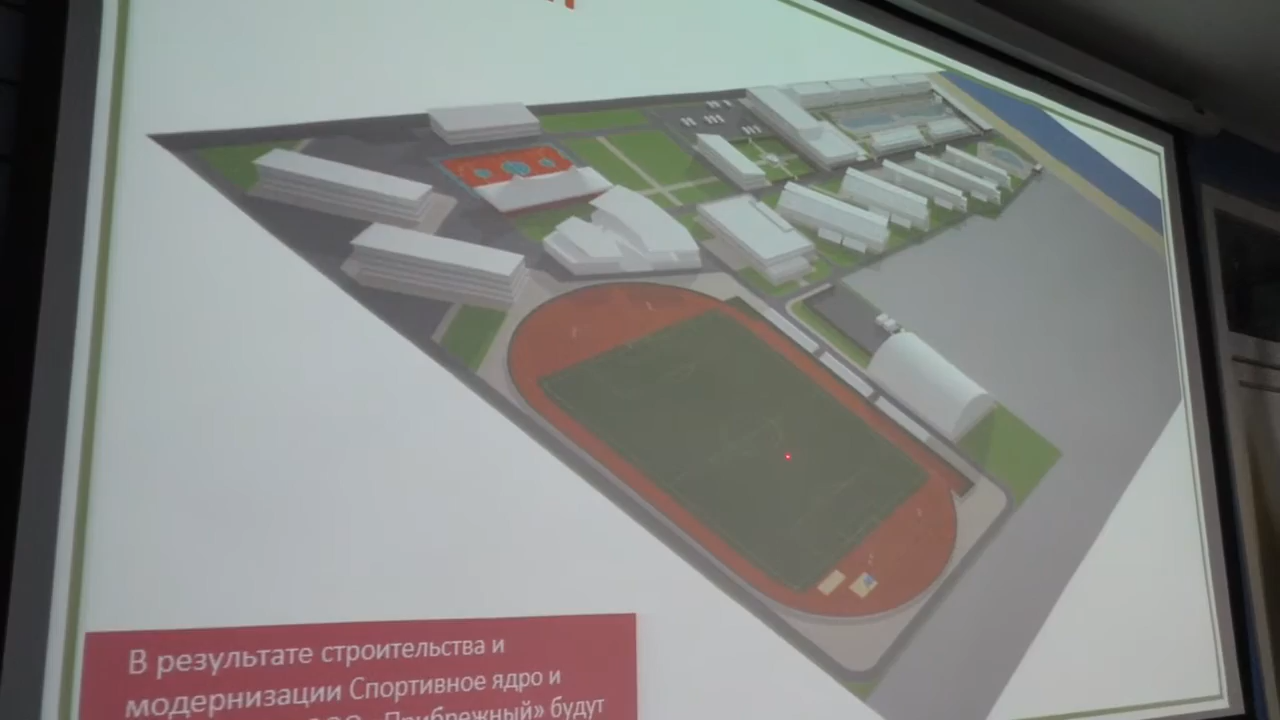 В результате строительства и
модернизации Спортивное ядро и
Прибрежный» будут